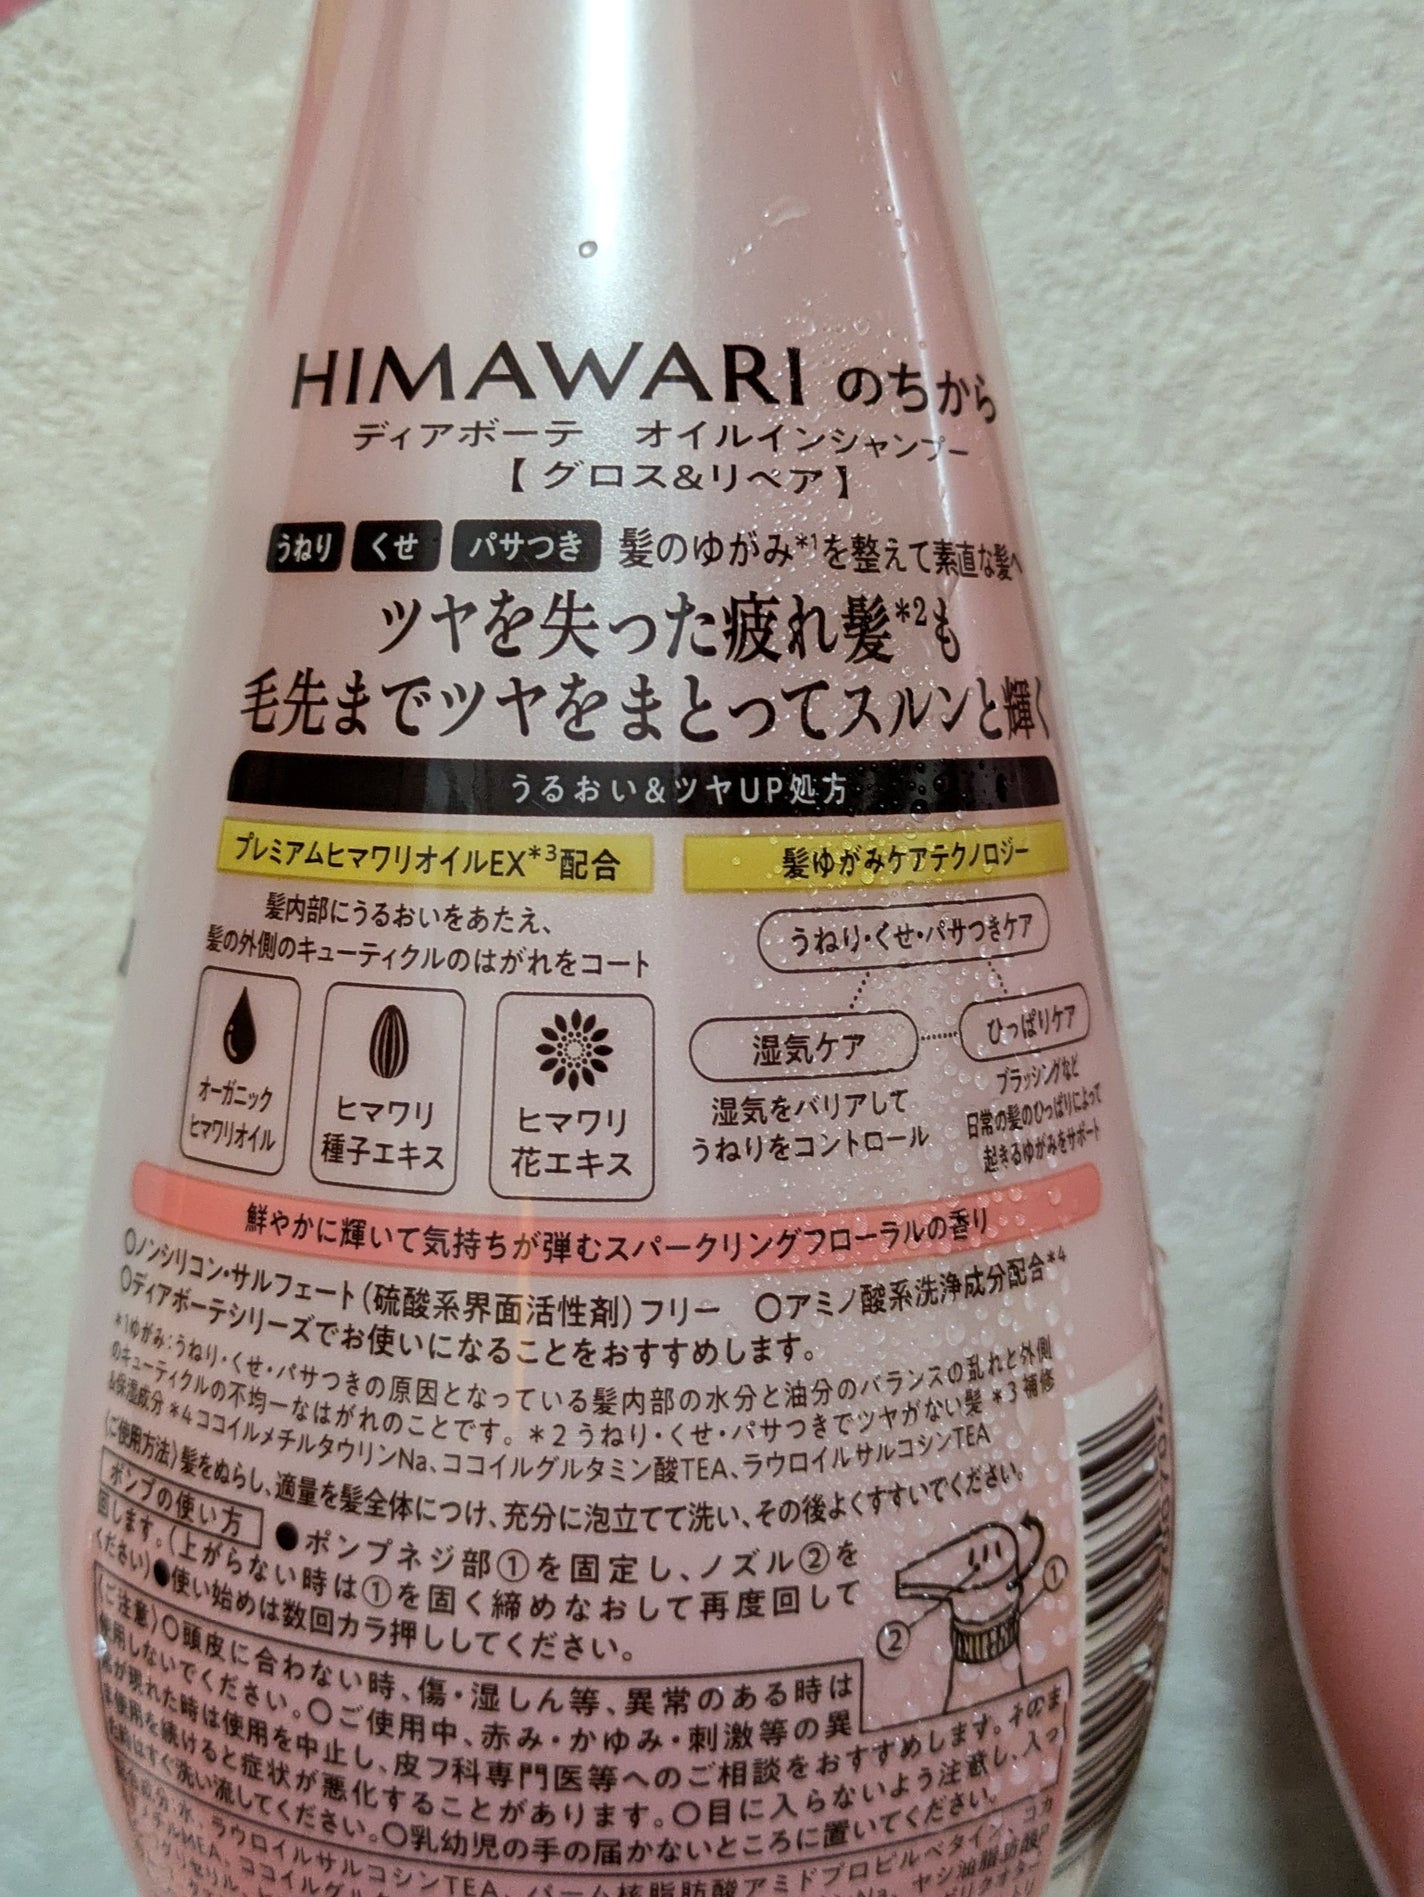 HIMAWARI のちから
ディアボーテ オイルインシャンプー
【グロス&リペア】
うねり くせ パサつき 髪のゆがみ*1を整えて素直な髪へ
ツヤを失った疲れ髪*2も
毛先までツヤをまとってスルンと輝く
うるおい&ツヤUP処方
プレミアムヒマワリオイルEX*3配合
髪内部にうるおいをあたえ、
髪の外側のキューティクルのはがれをコート
オーガニック
ヒマワリオイル
ヒマワリ
種子エキス
ヒマワリ
花エキス
髪ゆがみケアテクノロジー
うねり・くせ・パサつきケア
湿気ケア
湿気をバリアして
うねりをコントロール
ひっぱりケア
ブラッシングなど
日常の髪のひっぱりによって
起きるゆがみをサポート
鮮やかに輝いて気持ちが弾むスパークリングフローラルの香り
○ノンシリコン・サルフェート(硫酸系界面活性剤)フリー ○アミノ酸系洗浄成分配合*4
○ディアボーテシリーズでお使いになることをおすすめします。
*1ゆがみ:うねり・くせ・パサつきの原因となっている髪内部の水分と油分のバランスの乱れと外側
のキューティクルの不均一なはがれのことです。 *2うねり・くせ・パサつきでツヤがない髪 *3補修
&保湿成分 *4ココイルメチルタウリンNa、ココイルグルタミン酸TEA、ラウロイルサルコシンTEA
〈ご使用方法〉髪をぬらし、適量を髪全体につけ、充分に泡立てて洗い、その後よくすすいでください。
ポンプの使い方 ●ポンプネジ部①を固定し、ノズル②を
回します。(上がらない時は①を固く締めなおして再度回して
ください)●使い始めは数回カラ押ししてください。
①
②
〈ご注意〉○頭皮に合わない時、傷・湿しん等、異常のある時は
使用しないでください。○ご使用中、赤み・かゆみ・刺激等の異
常が現れた時は使用を中止し、皮フ科専門医等へのご相談をおすすめします。そのま
ま使用を続けると症状が悪化することがあります。○目に入らないよう注意し、入っ
た時はすぐ洗い流してください。○乳幼児の手の届かないところに置いてください。
水、ラウロイルサルコシンTEA、パーム核脂肪酸アミドプロピルベタイン、コカ